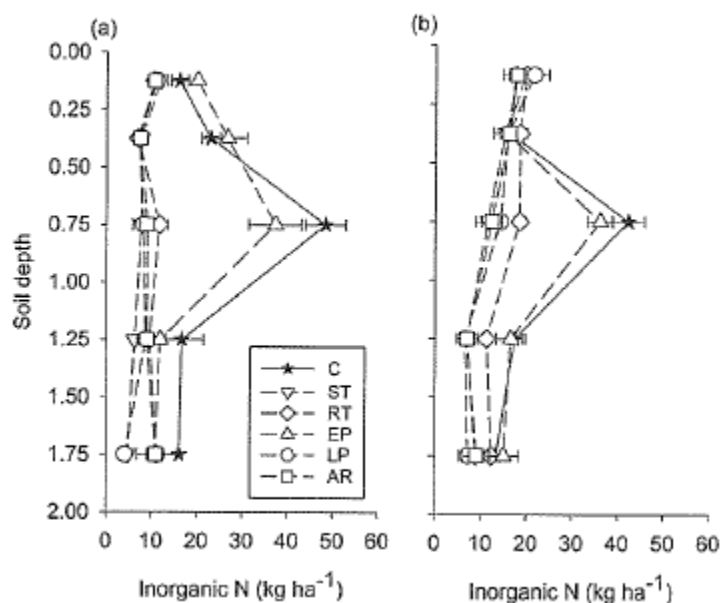 (a)
(b)
0.00
0.25
0.50
0.75
1.00
1.25
1.50
1.75
2.00
Soil depth
C
ST
RT
EP
LP
AR
0 10 20 30 40 50 60
0 10 20 30 40 50 60
Inorganic N (kg ha⁻¹)
Inorganic N (kg ha⁻¹)